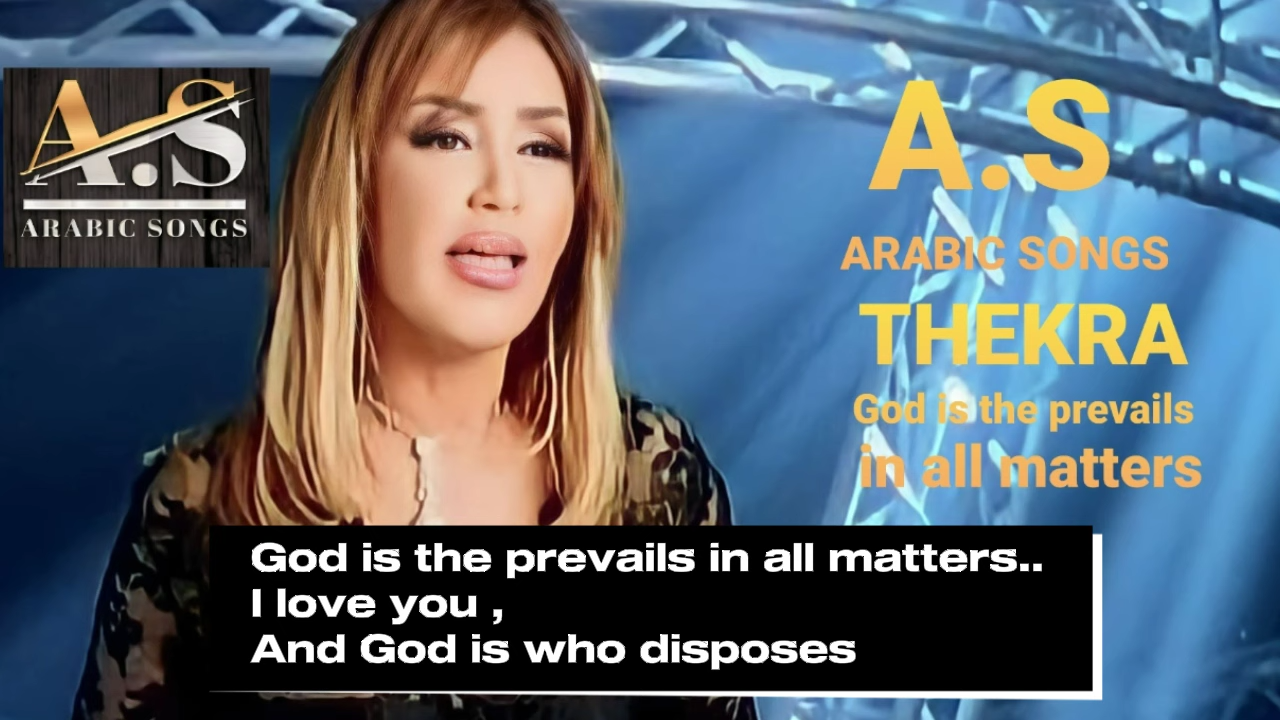 A.S
ARABIC SONGS
A.S
ARABIC SONGS
THEKRA
God is the prevails
in all matters
God is the prevails in all matters..
I love you ,
And God is who disposes